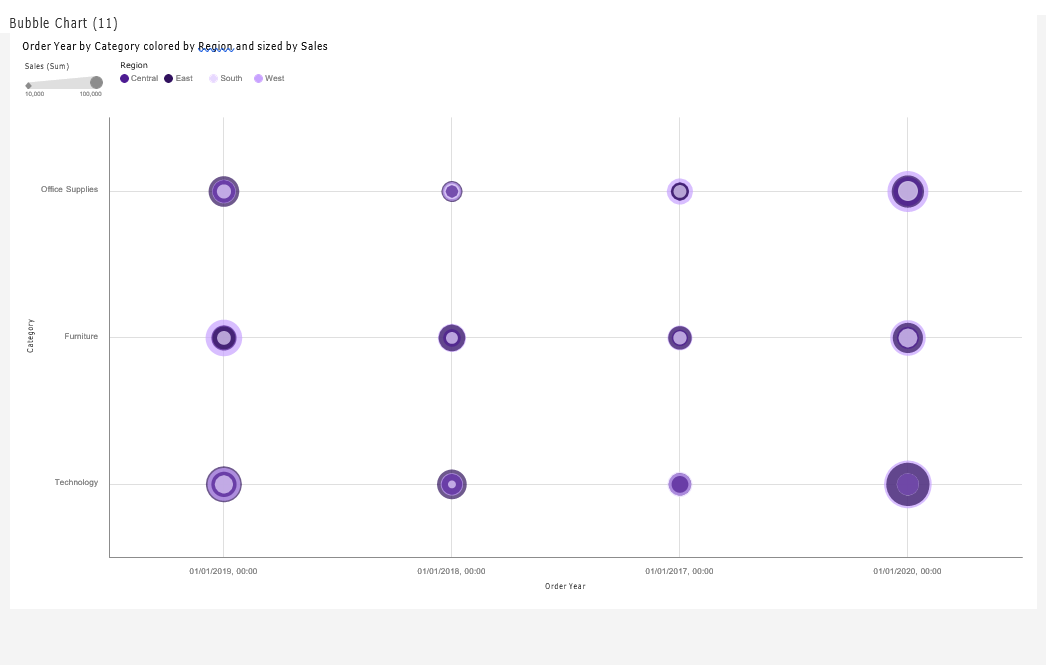 Bubble Chart (11)
Order Year by Category colored by Region and sized by Sales
Sales (Sum)
10,000 100,000
Region
Central East South West
Category
Office Supplies
Furniture
Technology
01/01/2019, 00:00 01/01/2018, 00:00 01/01/2017, 00:00 01/01/2020, 00:00
Order Year